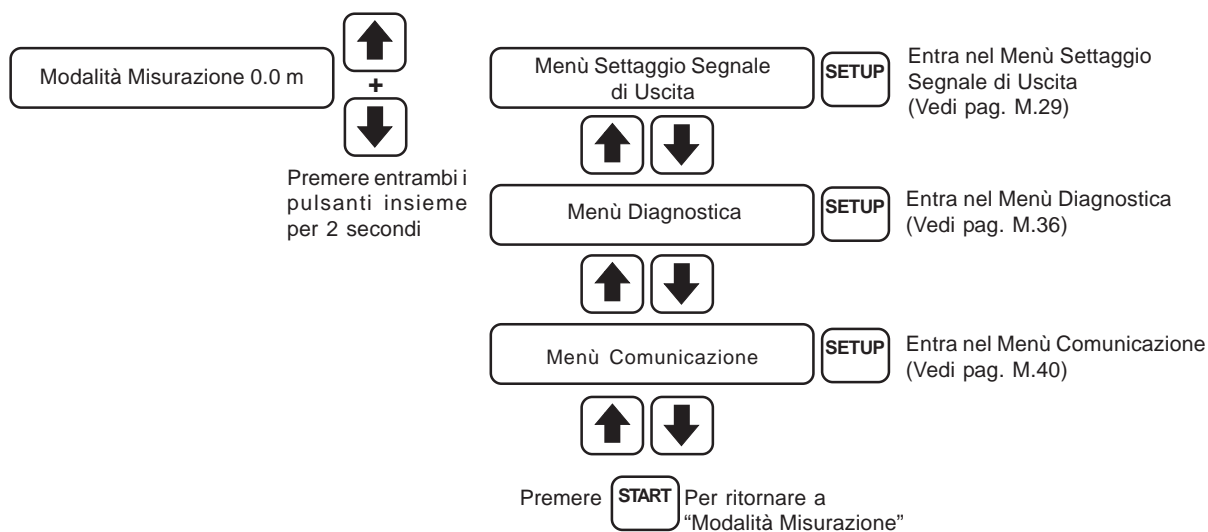 Modalità Misurazione 0.0 m
+
Premere entrambi i
pulsanti insieme
per 2 secondi
Menù Settaggio Segnale
di Uscita
SETUP
Entra nel Menù Settaggio
Segnale di Uscita
(Vedi pag. M.29)
Menù Diagnostica
SETUP
Entra nel Menù Diagnostica
(Vedi pag. M.36)
Menù Comunicazione
SETUP
Entra nel Menù Comunicazione
(Vedi pag. M.40)
Premere START Per ritornare a
“Modalità Misurazione”